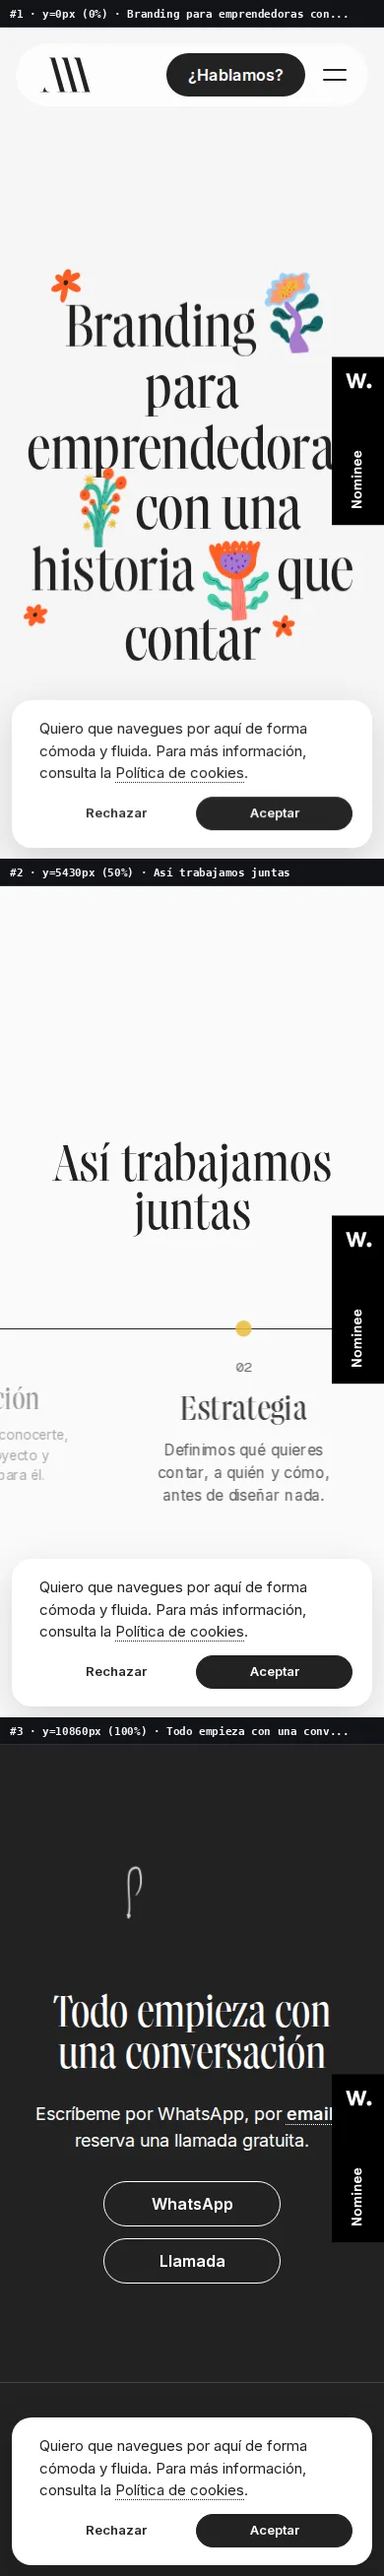 #1 · y=0px (0%) · Branding para emprendedoras con...
¿Hablamos?
Branding
para
emprendedora
con una
historia que
contar
W.
Nominee
Quiero que navegues por aquí de forma
cómoda y fluida. Para más información,
consulta la Política de cookies.
Rechazar
Aceptar
#2 · y=5430px (50%) · Así trabajamos juntas
Así trabajamos
juntas
W.
Nominee
02
ción
Estrategia
conocerte,
oyecto y
para él.
Definimos qué quieres
contar, a quién y cómo,
antes de diseñar nada.
Quiero que navegues por aquí de forma
cómoda y fluida. Para más información,
consulta la Política de cookies.
Rechazar
Aceptar
#3 · y=10860px (100%) · Todo empieza con una conv...
Todo empieza con
una conversación
W.
Nominee
Escríbeme por WhatsApp, por email
reserva una llamada gratuita.
WhatsApp
Llamada
Quiero que navegues por aquí de forma
cómoda y fluida. Para más información,
consulta la Política de cookies.
Rechazar
Aceptar